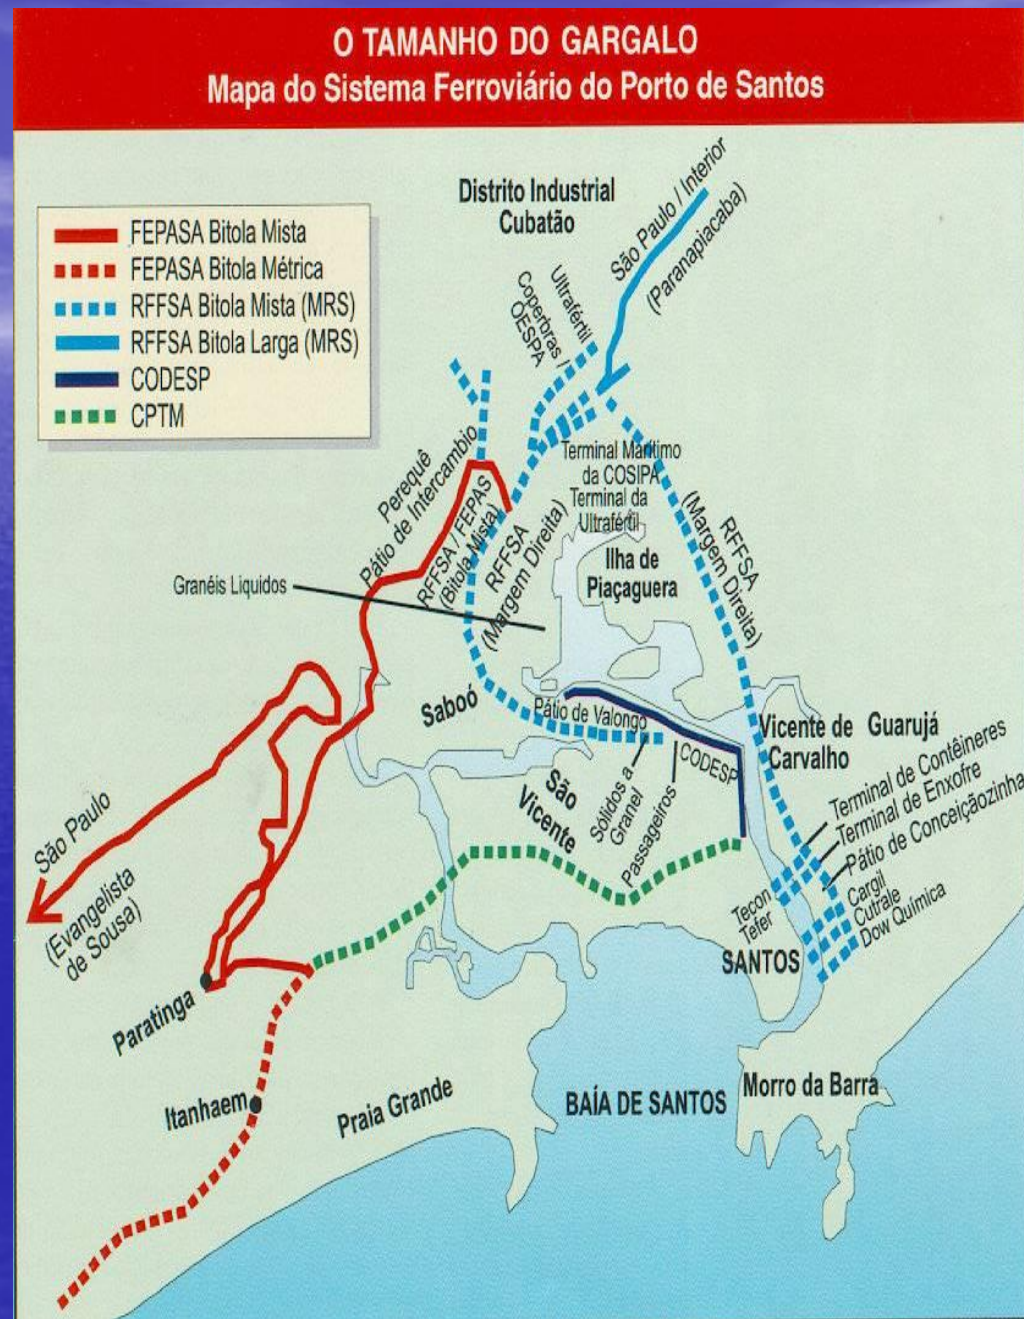 O TAMANHO DO GARGALO
Mapa do Sistema Ferroviário do Porto de Santos
FEPASA Bitola Mista
FEPASA Bitola Métrica
RFFSA Bitola Mista (MRS)
RFFSA Bitola Larga (MRS)
CODESP
CPTM
Distrito Industrial
Cubatão
São Paulo / Interior
(Paranapiacaba)
Ultrafértil
Coperbras /
OESPA
Perequê
Pátio de Intercambio
RFFSA / FEPAS
(Bitola Mista)
RFFSA
(Margem Direita)
Terminal Marítimo
da COSIPA
Terminal da
Ultrafértil
Ilha de
Piaçaguera
RFFSA
(Margem Direita)
Granéis Liquidos
Saboó
Pátio de Valongo
CODESP
São
Vicente
Sólidos a
Granel
Passageiros
Vicente de
Carvalho
Guarujá
Terminal de Contêineres
Terminal de Enxofre
Pátio de Conceiçãozinha
Cargil
Cutrale
Dow Química
Tecon
Tefer
SANTOS
São Paulo
(Evangelista
de Sousa)
Paratinga
Itanhaem
Praia Grande
BAÍA DE SANTOS
Morro da Barra